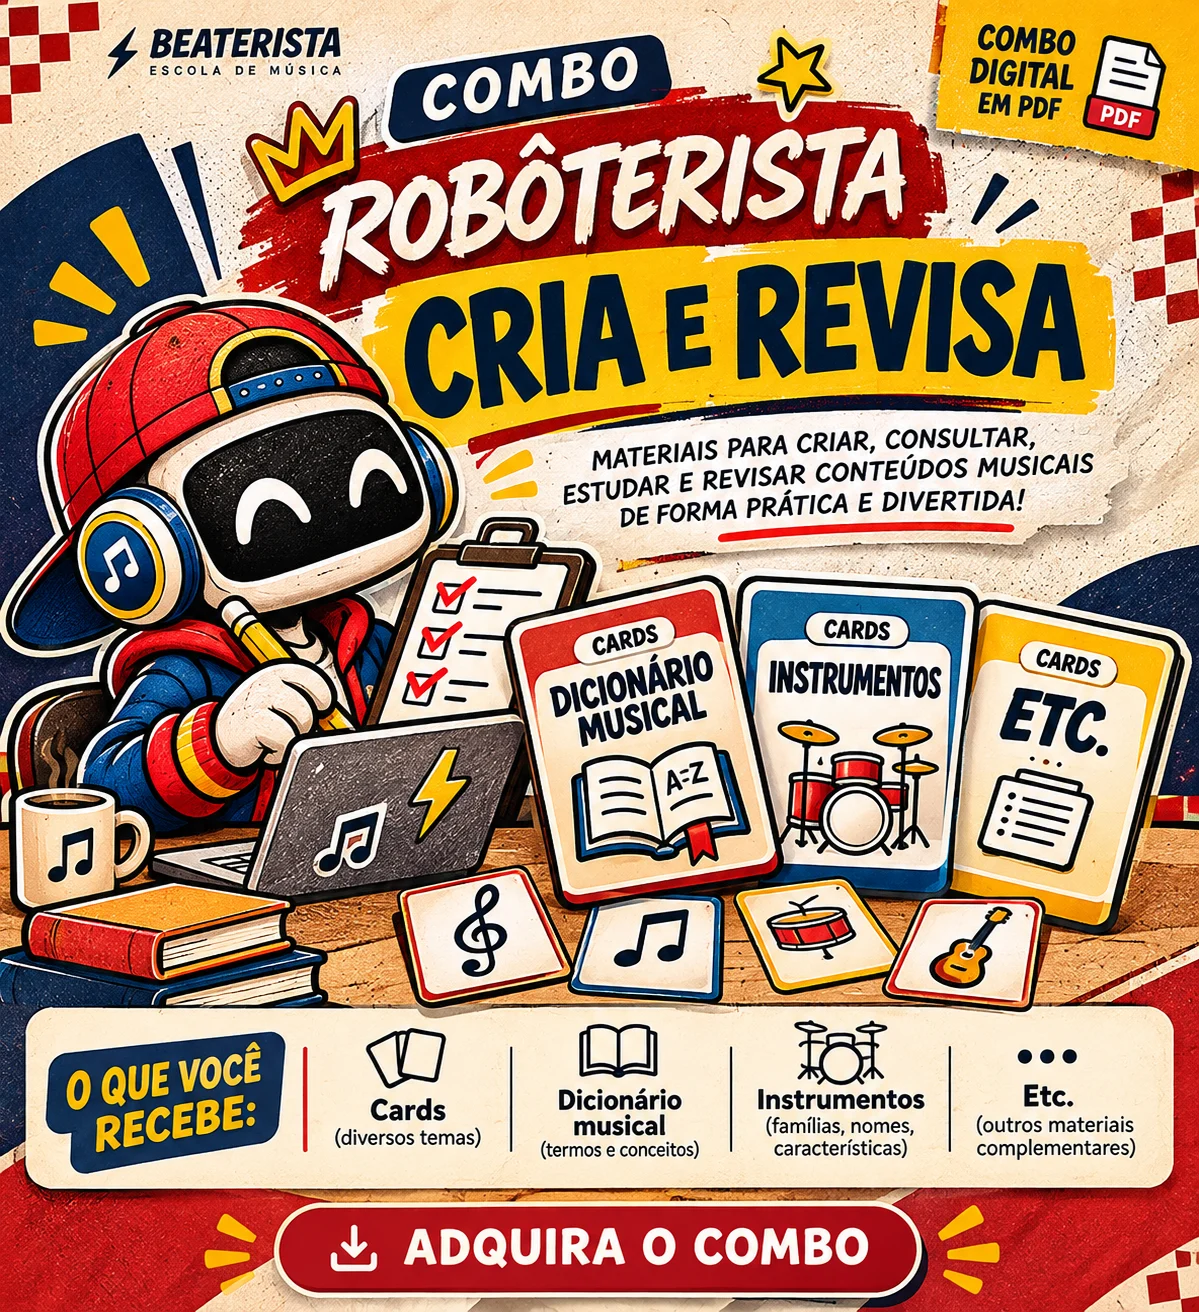 BEATERISTA
ESCOLA DE MÚSICA
COMBO
DIGITAL
EM PDF
PDF
COMBO
ROBÔTERISTA
CRIA E REVISA
MATERIAIS PARA CRIAR, CONSULTAR,
ESTUDAR E REVISAR CONTEÚDOS MUSICAIS
DE FORMA PRÁTICA E DIVERTIDA!
CARDS
DICIONÁRIO
MUSICAL
A=Z
CARDS
INSTRUMENTOS
CARDS
ETC.
O QUE VOCÊ
RECEBE:
Cards
(diversos temas)
Dicionário
musical
(termos e conceitos)
Instrumentos
(famílias, nomes,
características)
Etc.
(outros materiais
complementares)
ADQUIRA O COMBO